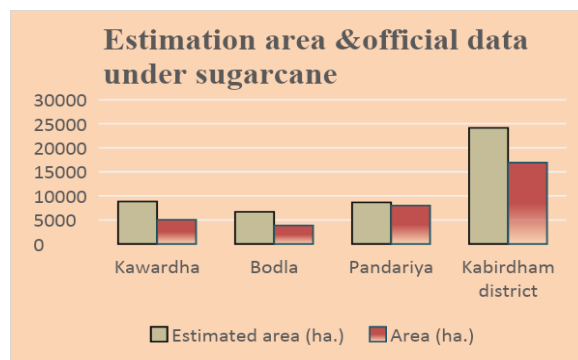 Estimation area &official data
under sugarcane
30000
25000
20000
15000
10000
5000
0
Kawardha
Bodla
Pandariya
Kabirdham
district
Estimated area (ha.)
Area (ha.)